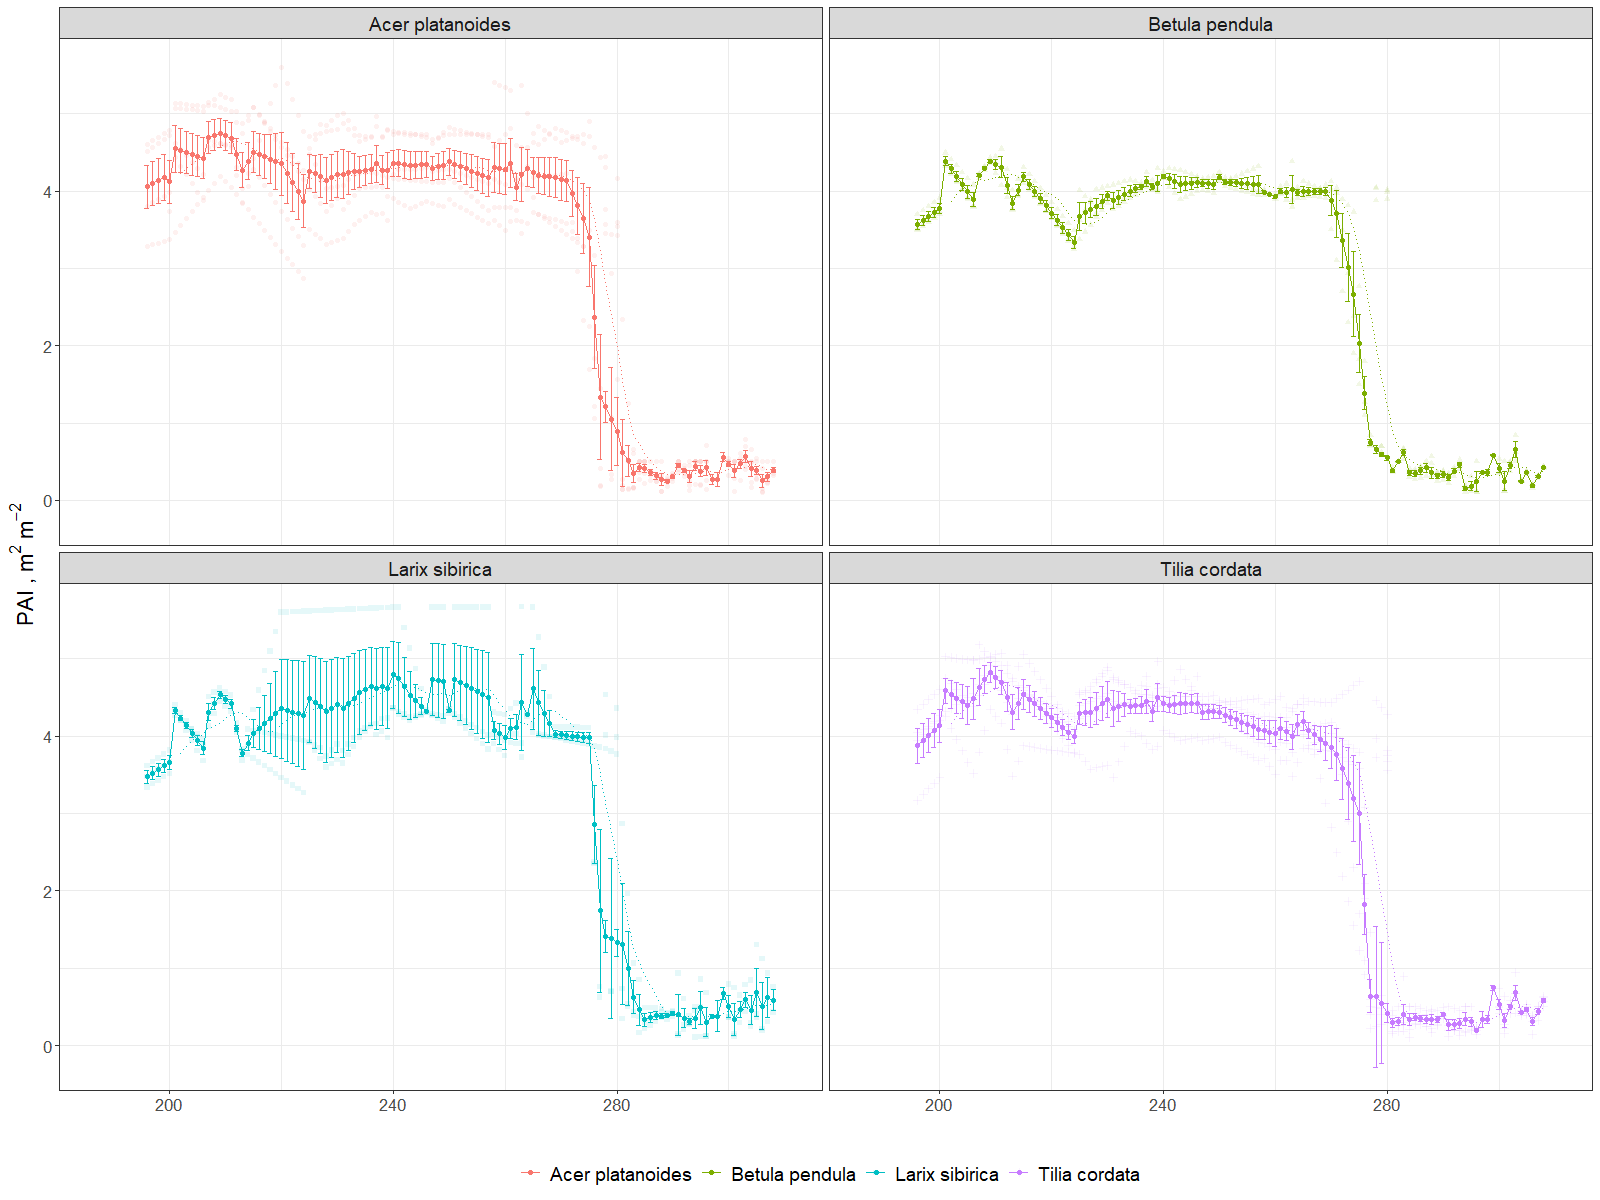 Acer platanoides
Betula pendula
4
2
0
Larix sibirica
Tilia cordata
PAI , m² m⁻²
4
2
0
200
240
280
200
240
280
Acer platanoides
Betula pendula
Larix sibirica
Tilia cordata